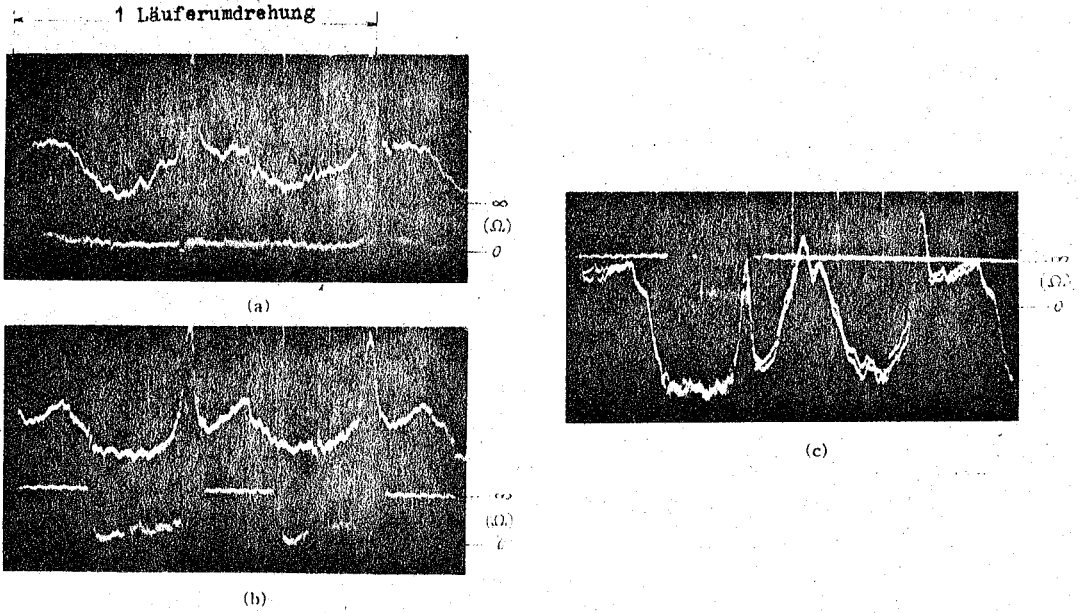 1 Läuferumdrehung
∞
(Ω)
0
(a)
∞
(Ω)
(b)
∞
(Ω)
0
(c)